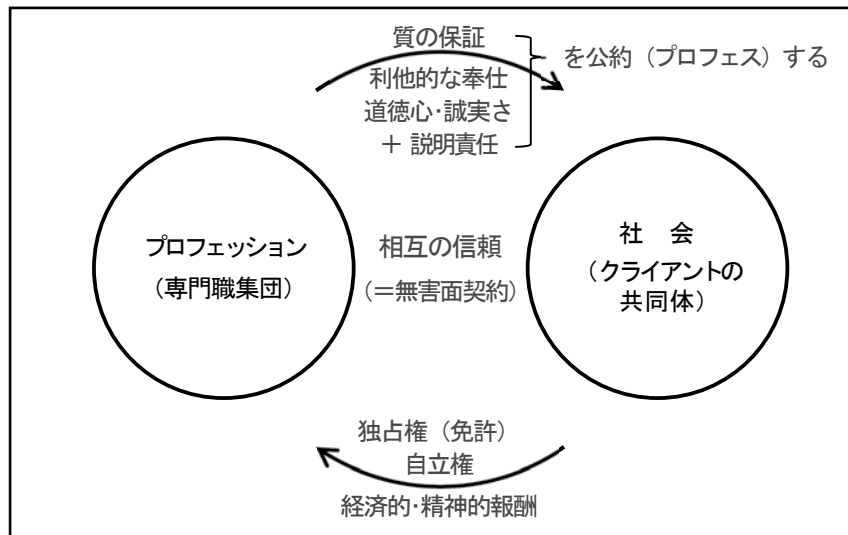 質の保証
利他的な奉仕
道徳心・誠実さ
＋ 説明責任
を公約（プロフェス）する
プロフェッション
（専門職集団）
相互の信頼
（＝無害面契約）
社　会
（クライアントの
共同体）
独占権（免許）
自立権
経済的・精神的報酬